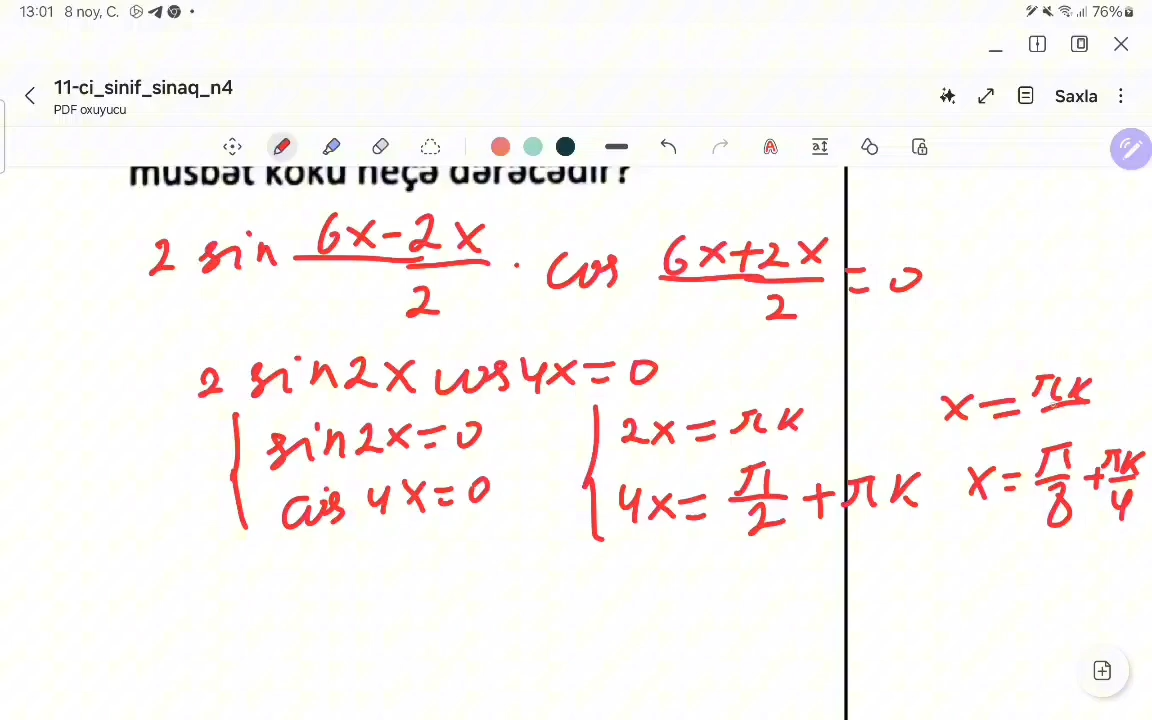 13:01 8 noy, C. 76%
11-ci_sinif_sinaq_n4
PDF oxuyucu
Saxla
müsbət kökü neçə dərəcədir?
2 sin (6x-2x)/2 · cos (6x+2x)/2 = 0
2 sin2x cos4x=0
sin2x=0 2x=πk x=πk
cos 4x=0 4x=π/2+πk x=π/8+πk/4